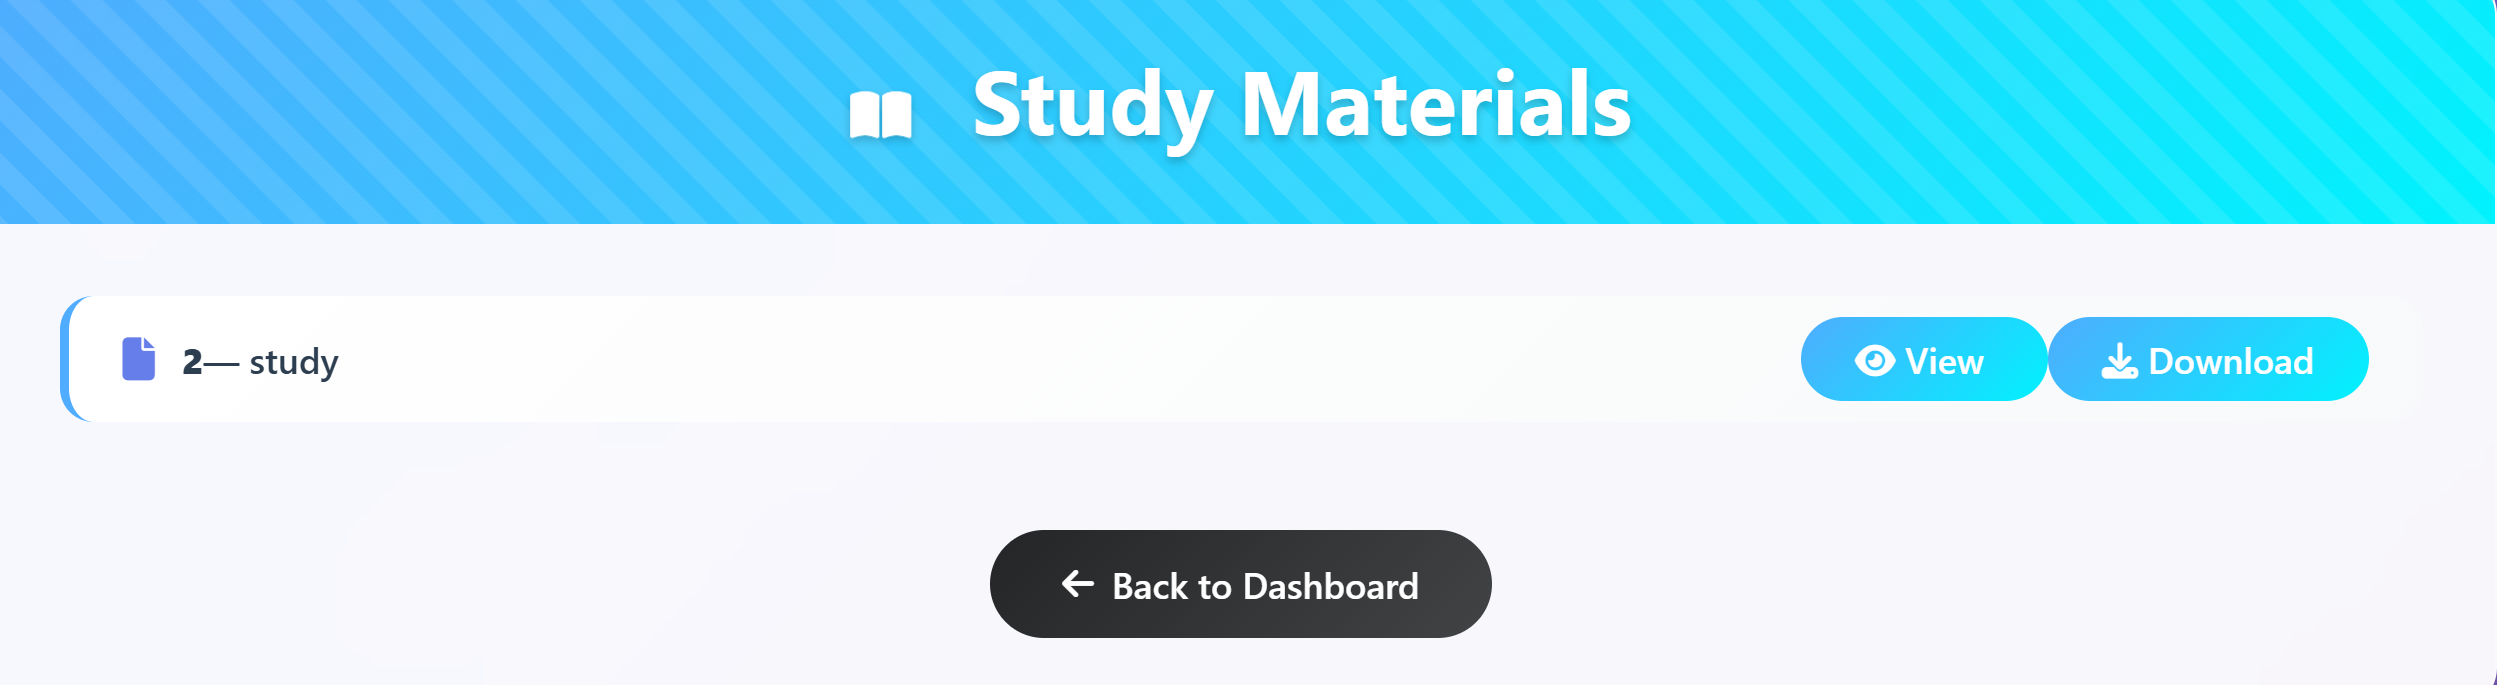 Study Materials
2— study
View
Download
Back to Dashboard